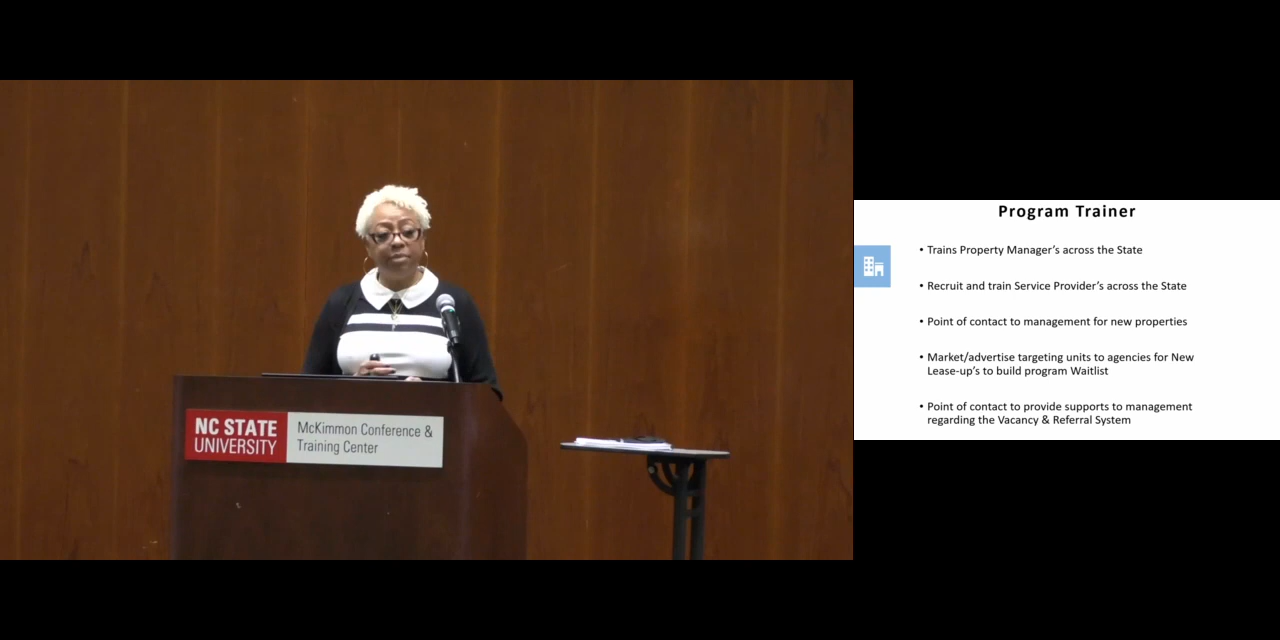 NC STATE
UNIVERSITY
McKimmon Conference &
Training Center
Program Trainer
• Trains Property Manager’s across the State
• Recruit and train Service Provider’s across the State
• Point of contact to management for new properties
• Market/advertise targeting units to agencies for New
Lease-up’s to build program Waitlist
• Point of contact to provide supports to management
regarding the Vacancy & Referral System